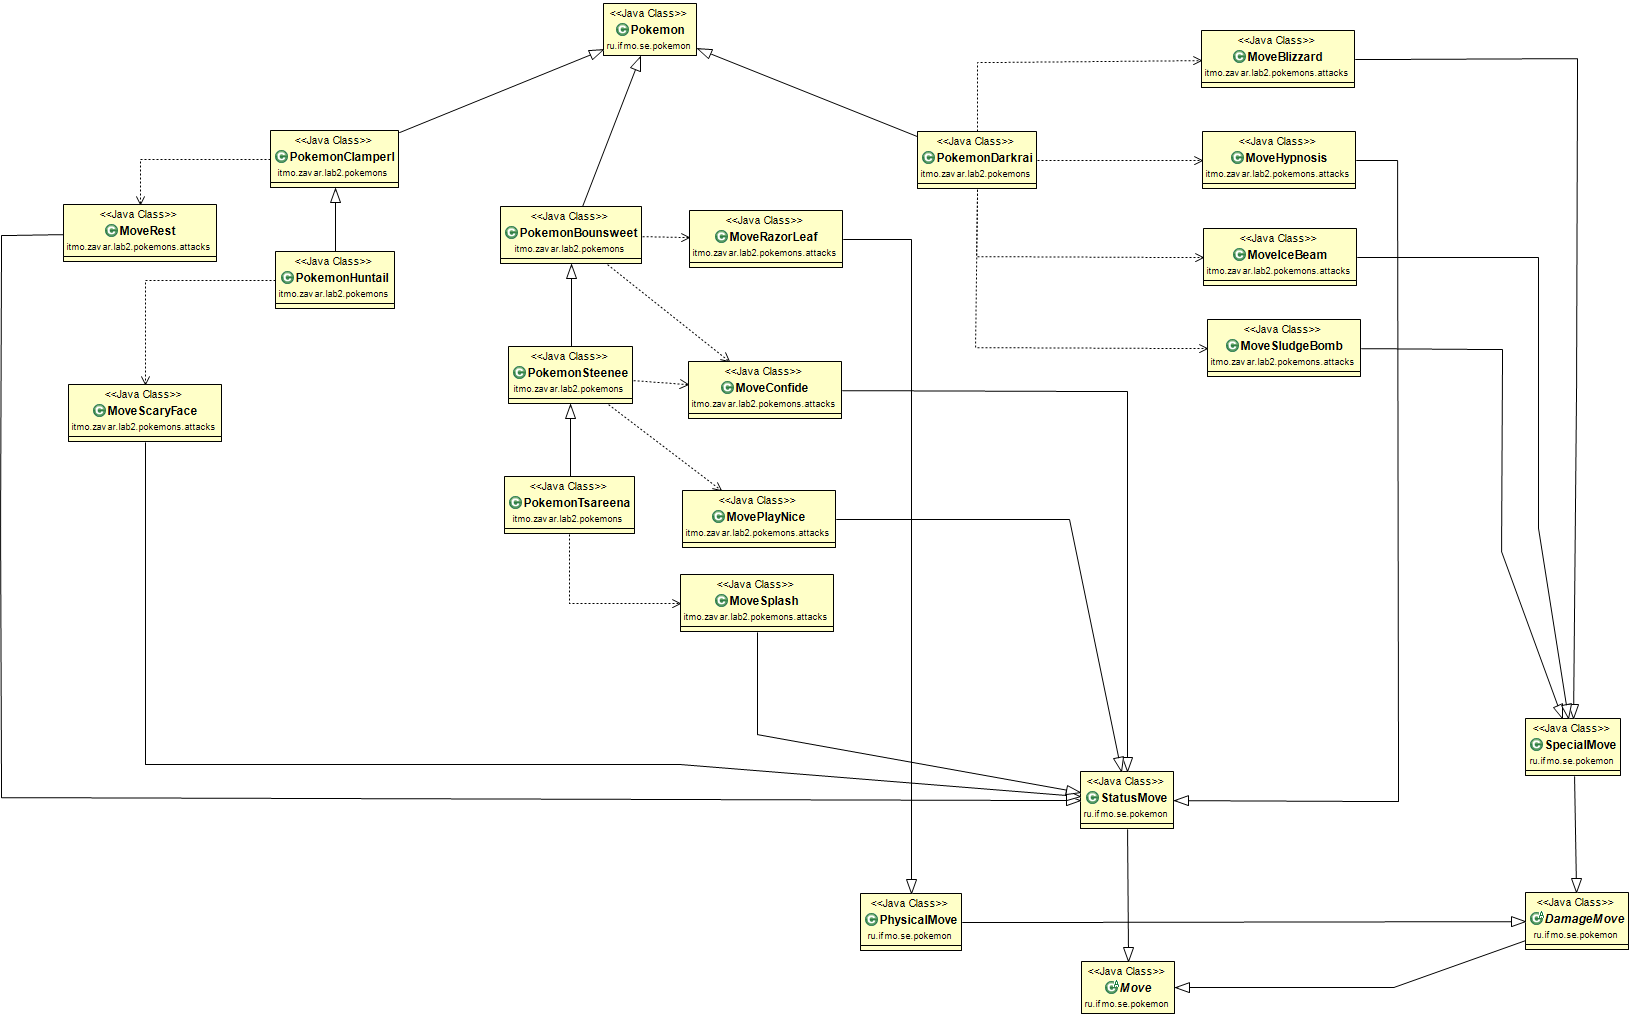 <<Java Class>>
Pokemon
ru.ifmo.se.pokemon
<<Java Class>>
MoveBlizzard
itmo.zavar.lab2.pokemons.attacks
<<Java Class>>
PokemonClamperl
itmo.zavar.lab2.pokemons
<<Java Class>>
PokemonDarkrai
itmo.zavar.lab2.pokemons
<<Java Class>>
MoveHypnosis
itmo.zavar.lab2.pokemons.attacks
<<Java Class>>
MoveRest
itmo.zavar.lab2.pokemons.attacks
<<Java Class>>
PokemonBounsweet
itmo.zavar.lab2.pokemons
<<Java Class>>
MoveRazorLeaf
itmo.zavar.lab2.pokemons.attacks
<<Java Class>>
MoveIceBeam
itmo.zavar.lab2.pokemons.attacks
<<Java Class>>
PokemonHuntail
itmo.zavar.lab2.pokemons
<<Java Class>>
MoveSludgeBomb
itmo.zavar.lab2.pokemons.attacks
<<Java Class>>
PokemonSteenee
itmo.zavar.lab2.pokemons
<<Java Class>>
MoveConfide
itmo.zavar.lab2.pokemons.attacks
<<Java Class>>
MoveScaryFace
itmo.zavar.lab2.pokemons.attacks
<<Java Class>>
PokemonTsareena
itmo.zavar.lab2.pokemons
<<Java Class>>
MovePlayNice
itmo.zavar.lab2.pokemons.attacks
<<Java Class>>
MoveSplash
itmo.zavar.lab2.pokemons.attacks
<<Java Class>>
SpecialMove
ru.ifmo.se.pokemon
<<Java Class>>
StatusMove
ru.ifmo.se.pokemon
<<Java Class>>
PhysicalMove
ru.ifmo.se.pokemon
<<Java Class>>
DamageMove
ru.ifmo.se.pokemon
<<Java Class>>
Move
ru.ifmo.se.pokemon